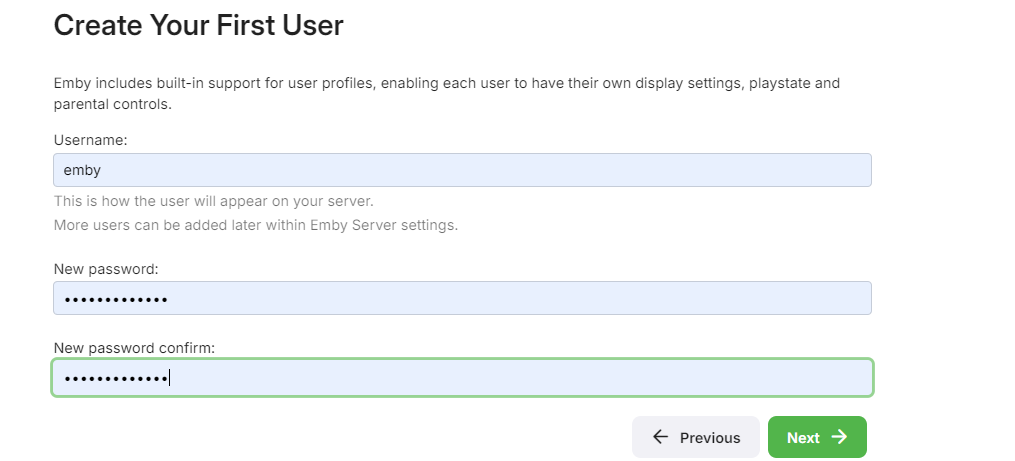 Create Your First User
Emby includes built-in support for user profiles, enabling each user to have their own display settings, playstate and
parental controls.
Username:
emby
This is how the user will appear on your server.
More users can be added later within Emby Server settings.
New password:
•••••••••••••
New password confirm:
•••••••••••••
← Previous
Next →